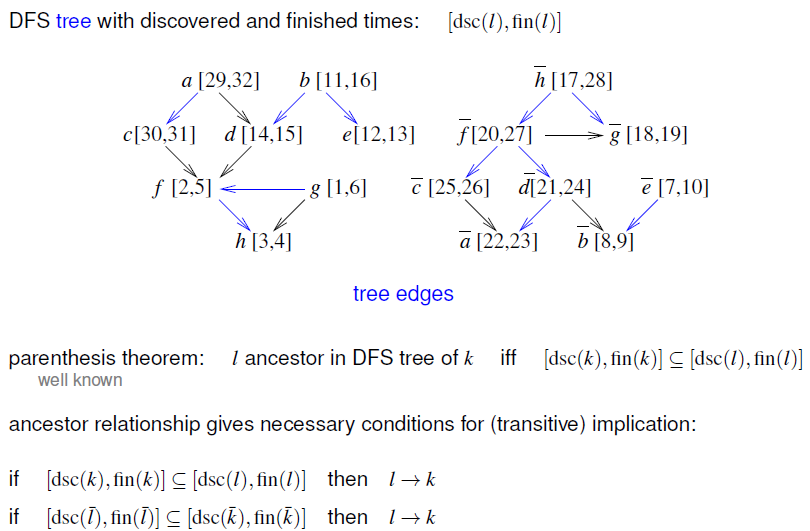 DFS tree with discovered and finished times: [dsc(l), fin(l)]
a [29,32] b [11,16] h̅ [17,28]
c[30,31] d [14,15] e[12,13] f̅[20,27] g̅ [18,19]
f [2,5] g [1,6] c̅ [25,26] d̅[21,24] e̅ [7,10]
h [3,4] a̅ [22,23] b̅ [8,9]
tree edges
parenthesis theorem: l ancestor in DFS tree of k iff [dsc(k), fin(k)] ⊆ [dsc(l), fin(l)]
well known
ancestor relationship gives necessary conditions for (transitive) implication:
if [dsc(k), fin(k)] ⊆ [dsc(l), fin(l)] then l → k
if [dsc(l̅), fin(l̅)] ⊆ [dsc(k̅), fin(k̅)] then l → k